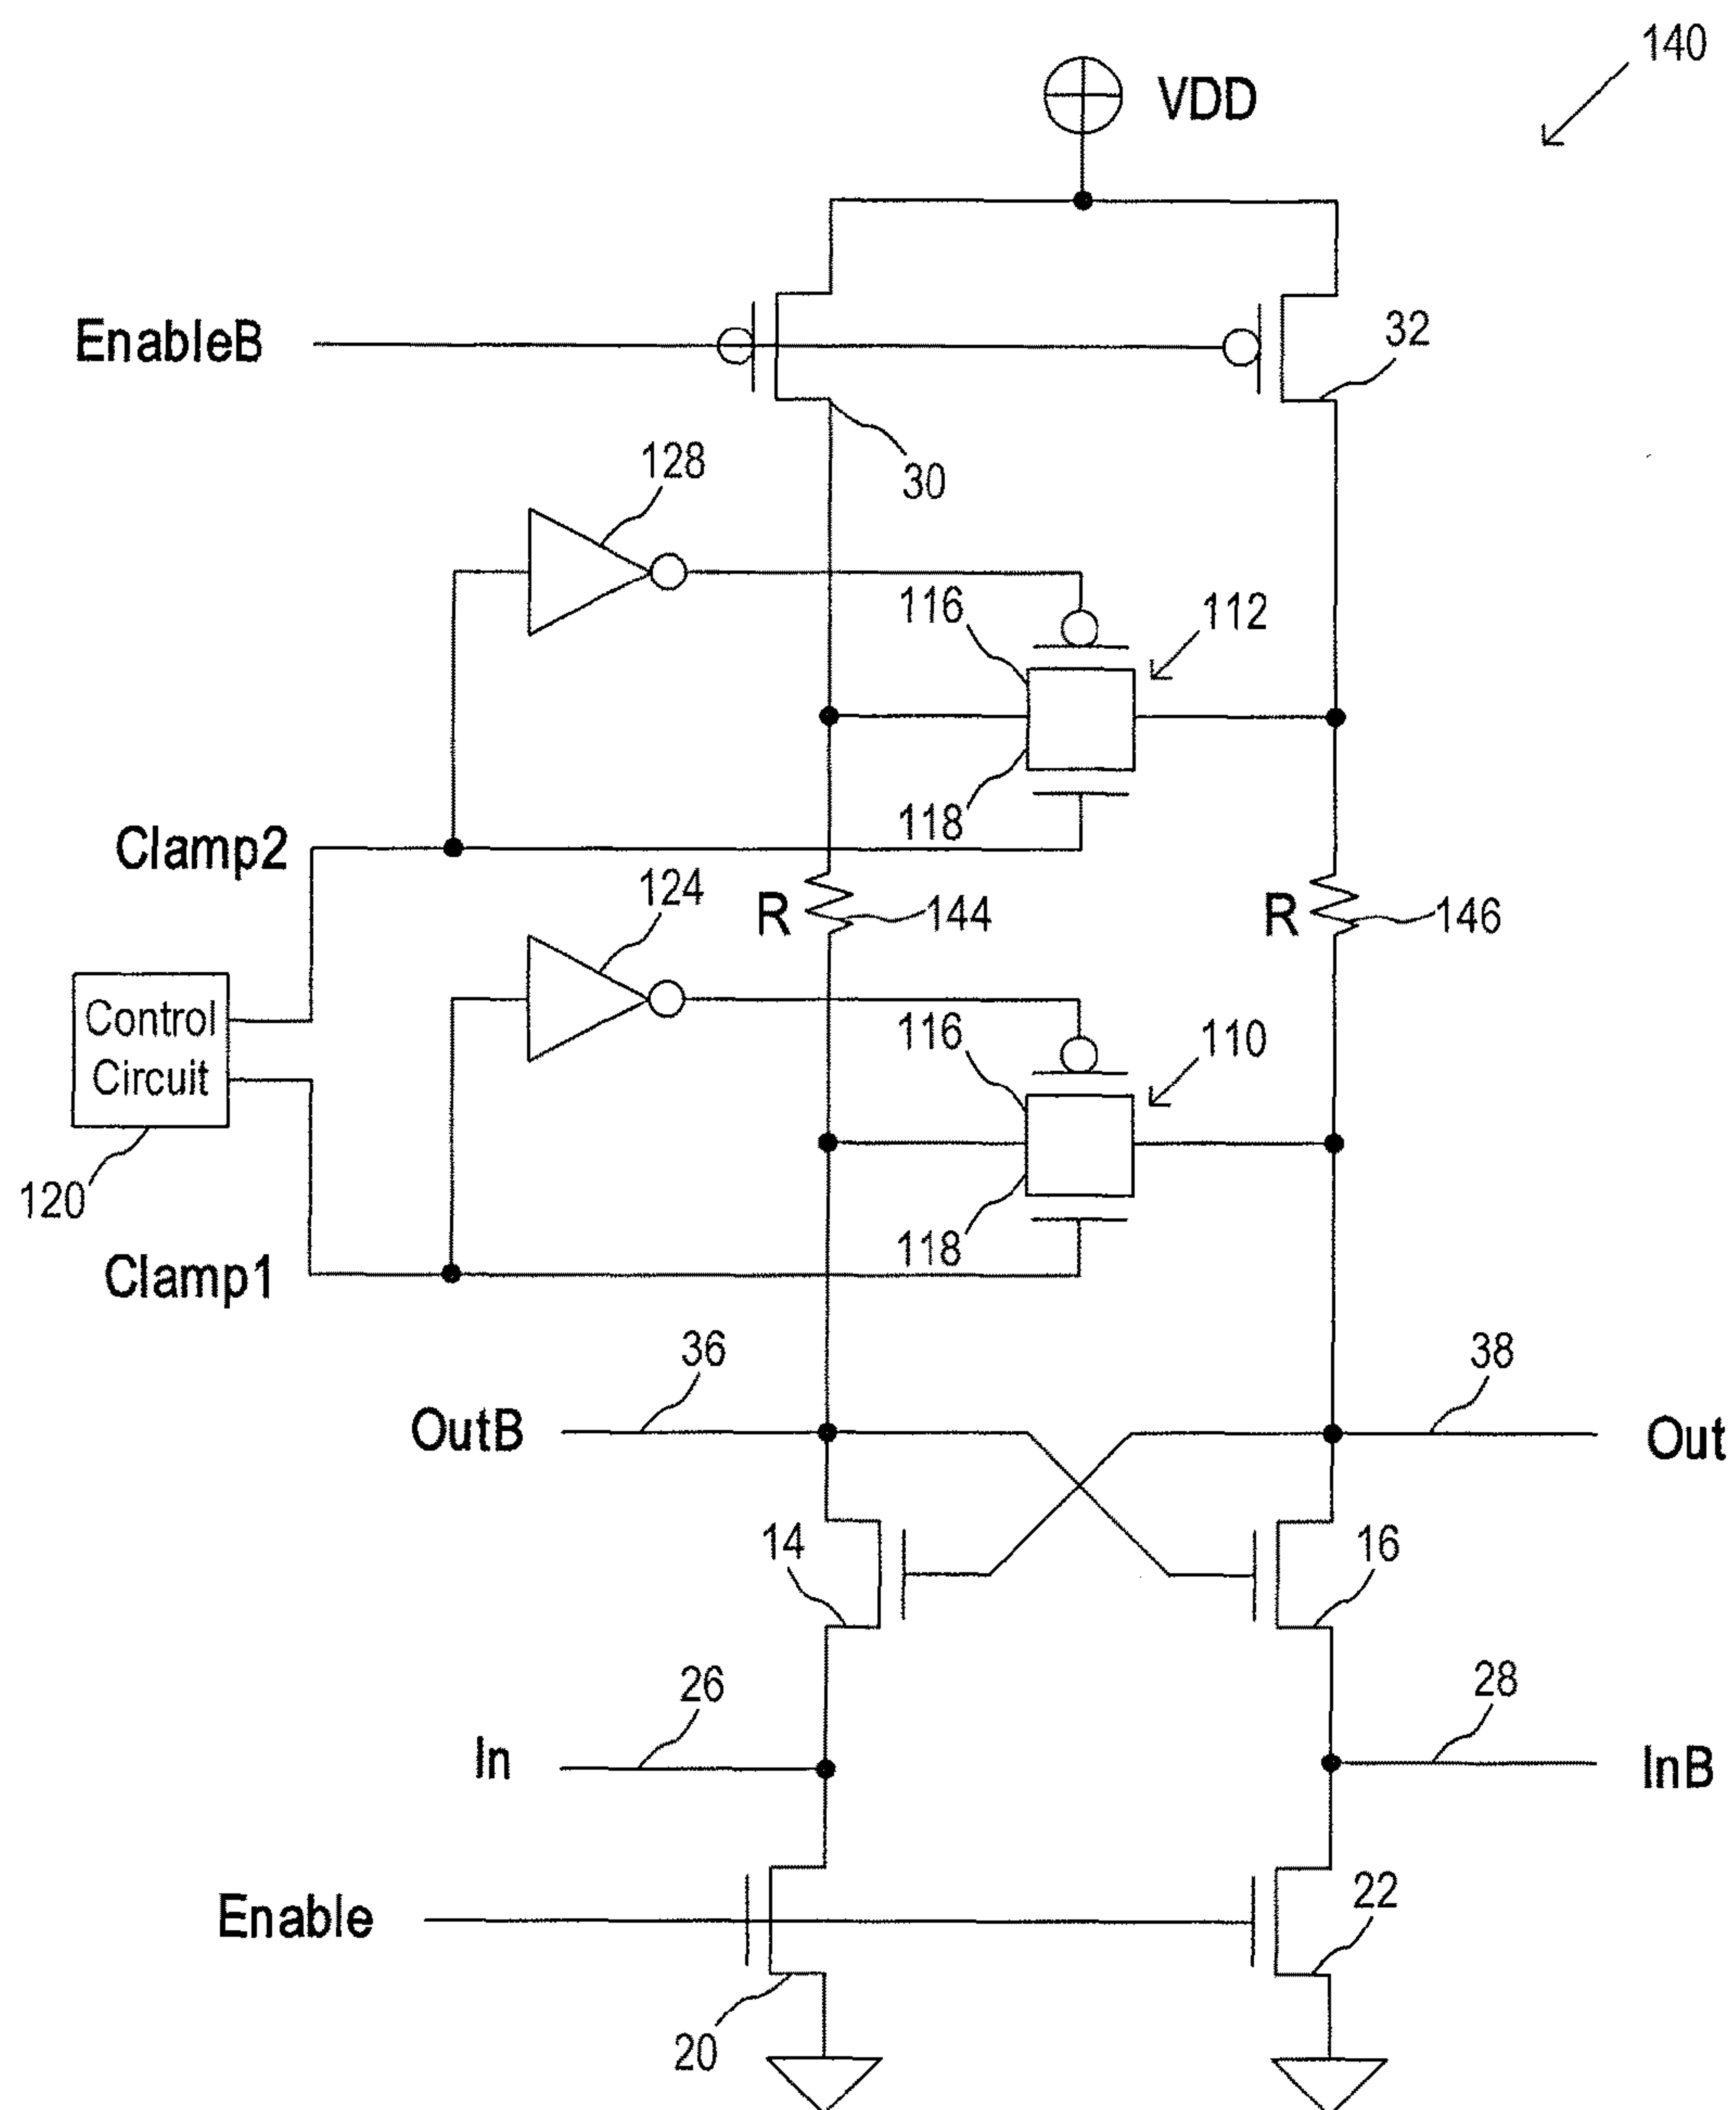 140
VDD
EnableB
32
30
128
116
112
118
Clamp2
R
144
R
146
124
Control
Circuit
116
110
120
118
Clamp1
36
38
OutB
Out
14
16
26
28
In
InB
Enable
22
20